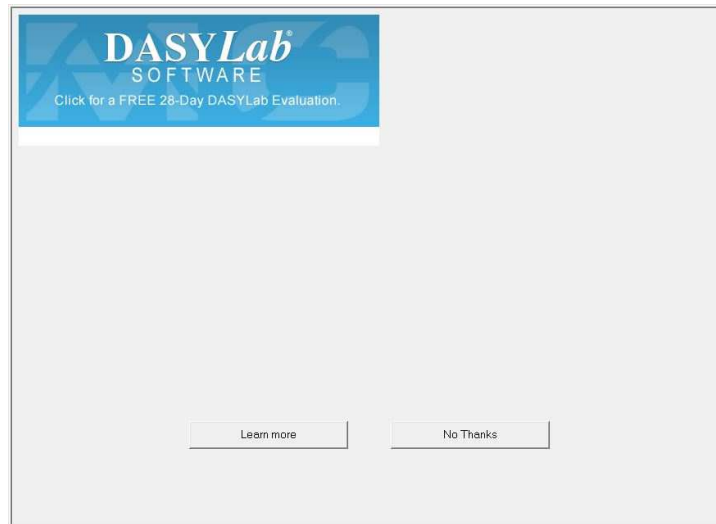 DASYLab®
SOFTWARE
Click for a FREE 28-Day DASYLab Evaluation.
Learn more
No Thanks